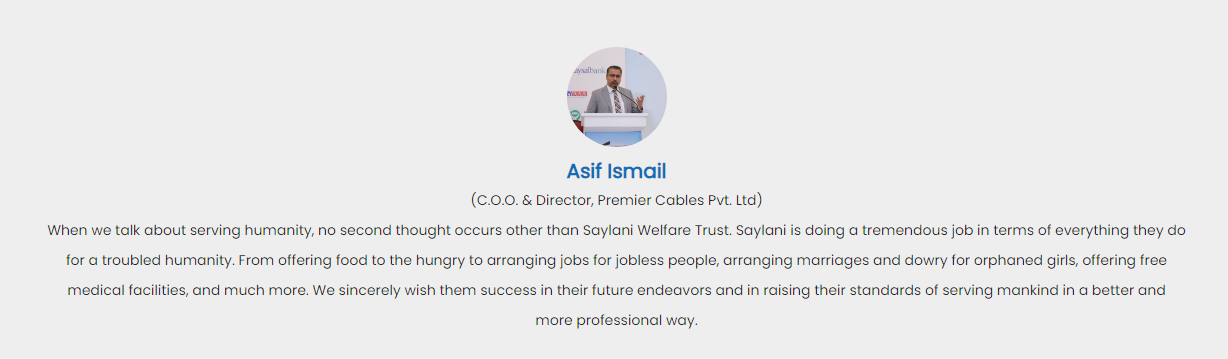 aysalbank
Asif Ismail
(C.O.O. & Director, Premier Cables Pvt. Ltd)
When we talk about serving humanity, no second thought occurs other than Saylani Welfare Trust. Saylani is doing a tremendous job in terms of everything they do
for a troubled humanity. From offering food to the hungry to arranging jobs for jobless people, arranging marriages and dowry for orphaned girls, offering free
medical facilities, and much more. We sincerely wish them success in their future endeavors and in raising their standards of serving mankind in a better and
more professional way.